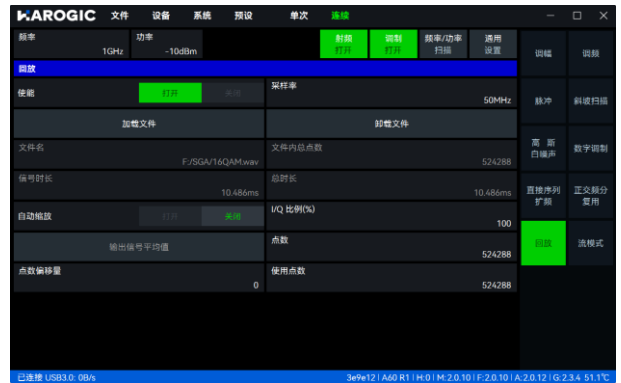 HAROGIC 文件 设备 系统 预设 单次 连续
频率 1GHz 功率 -10dBm 射频 打开 调制 打开 频率/功率 扫描 通用 设置
调幅 调频
回放
使能 打开 关闭 采样率 50MHz
脉冲 斜坡扫描
加载文件 卸载文件
高斯 白噪声 数字调制
文件名 F:/SGA/16QAM.wav 文件内总点数 524288
信号时长 10.486ms 总时长 10.486ms
直接序列 扩频 正交频分 复用
自动缩放 打开 关闭 I/Q 比例(%) 100
输出信号平均值 点数 524288
回放 流模式
点数偏移量 0 使用点数 524288
已连接 USB3.0: 0B/s 3e9e12 | A60 R1 | H:0 | M:2.0.10 | F:2.0.10 | A:2.0.12 | G:2.3.4 51.1℃